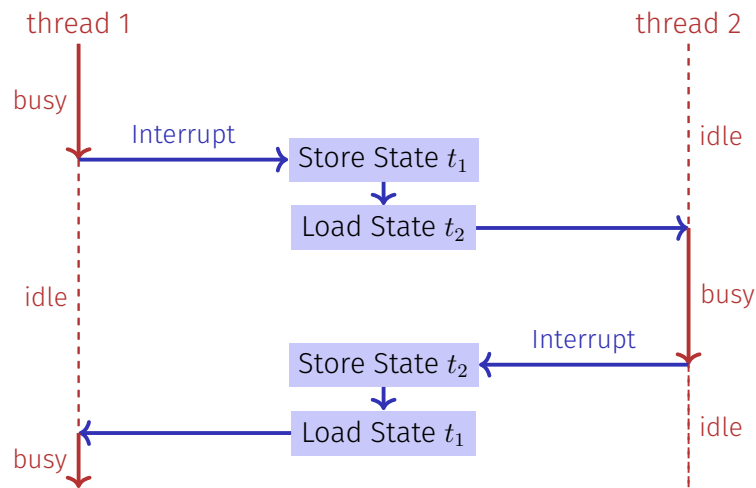 thread 1
thread 2
busy
Interrupt
Store State t₁
idle
Load State t₂
idle
busy
Interrupt
Store State t₂
Load State t₁
idle
busy